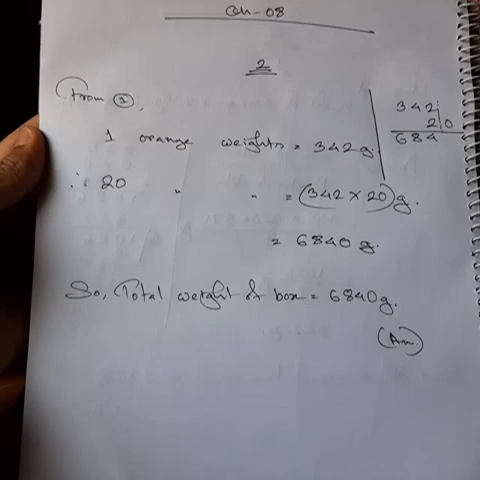 Ch-08
2
From ①,
1 orange weights = 342 g.
∴ 20 " " = (342 × 20) g.
= 6840 g.
So, Total weight of box = 6840 g.
(Ans.)
342
20
684